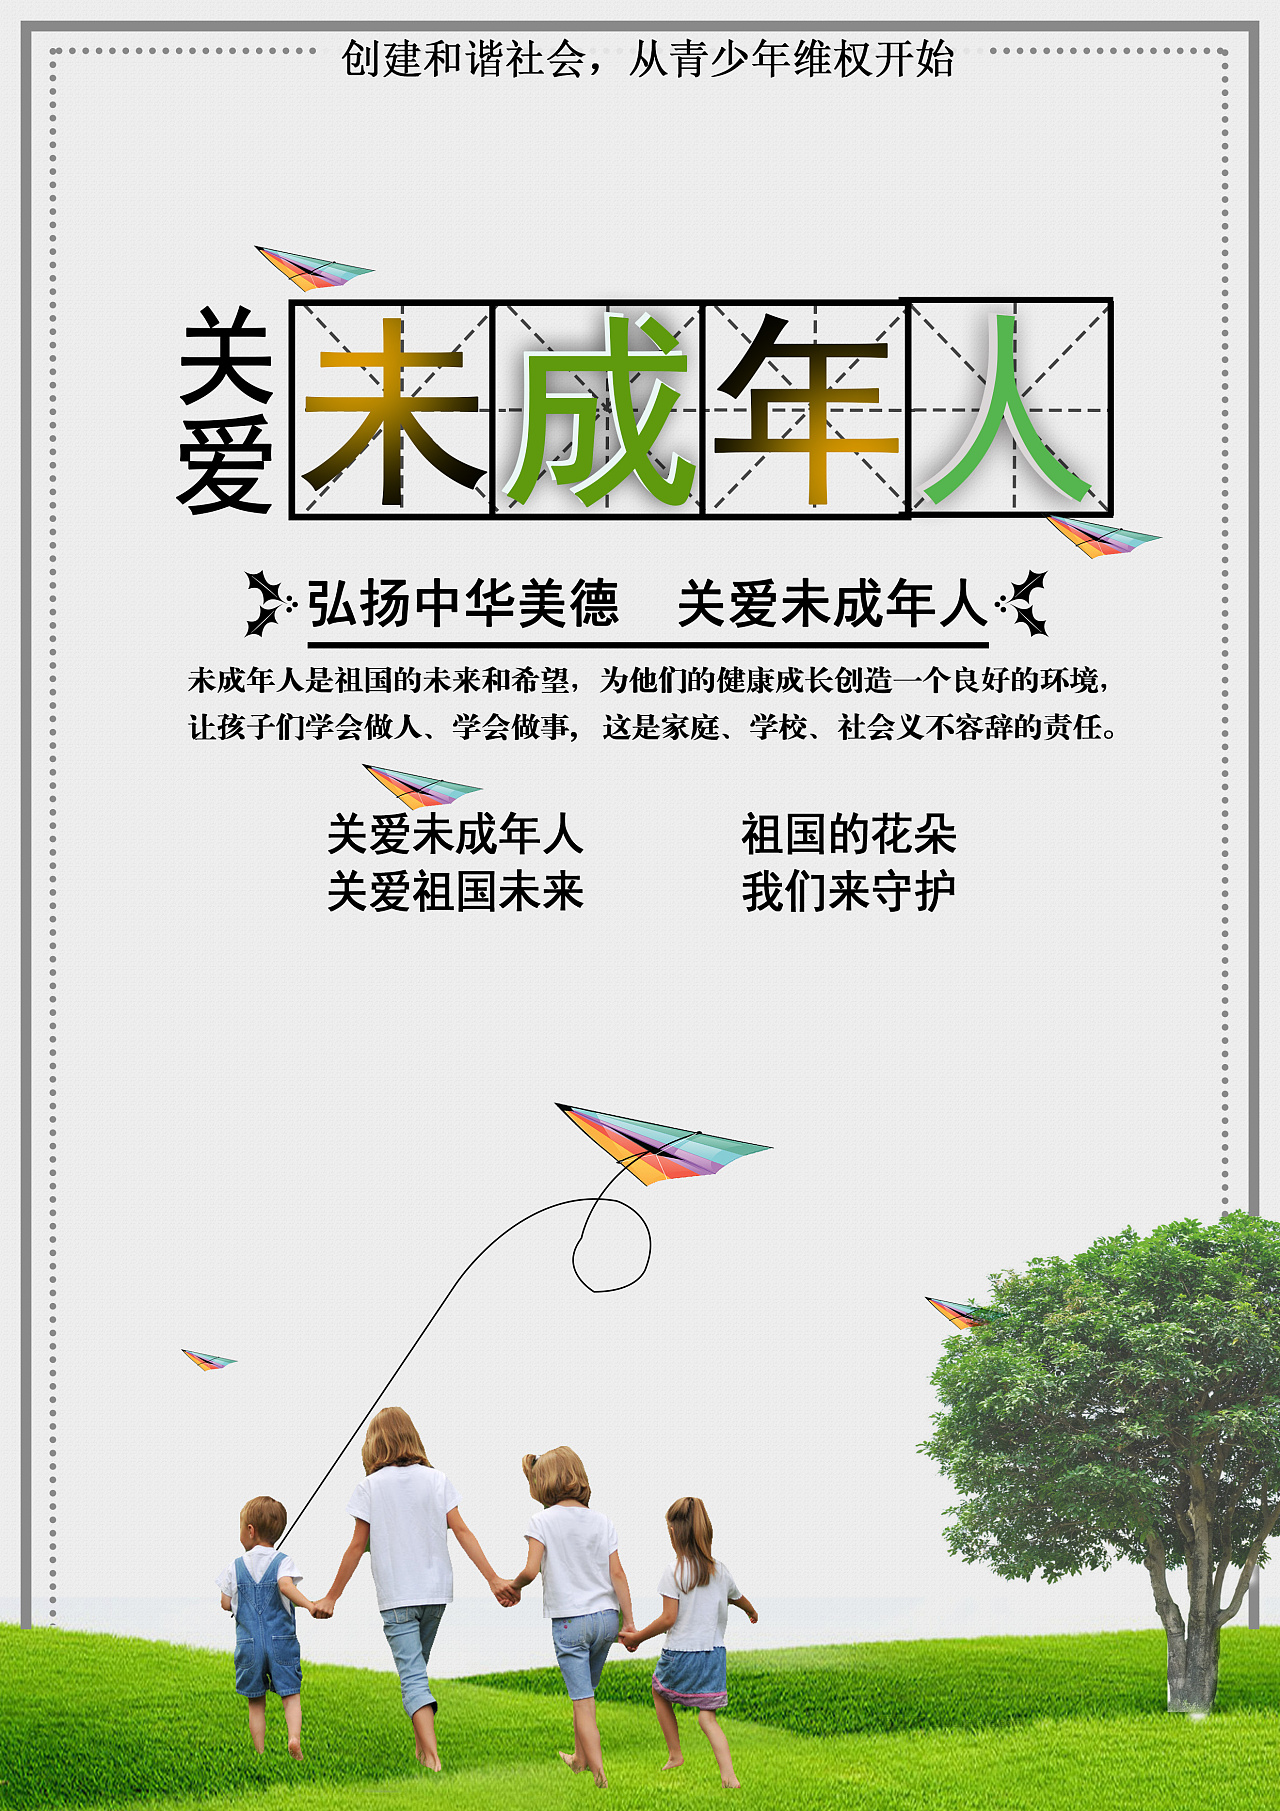 创建和谐社会，从青少年维权开始
关爱
未成年人
弘扬中华美德 关爱未成年人
未成年人是祖国的未来和希望，为他们的健康成长创造一个良好的环境，
让孩子们学会做人、学会做事，这是家庭、学校、社会义不容辞的责任。
关爱未成年人 祖国的花朵
关爱祖国未来 我们来守护